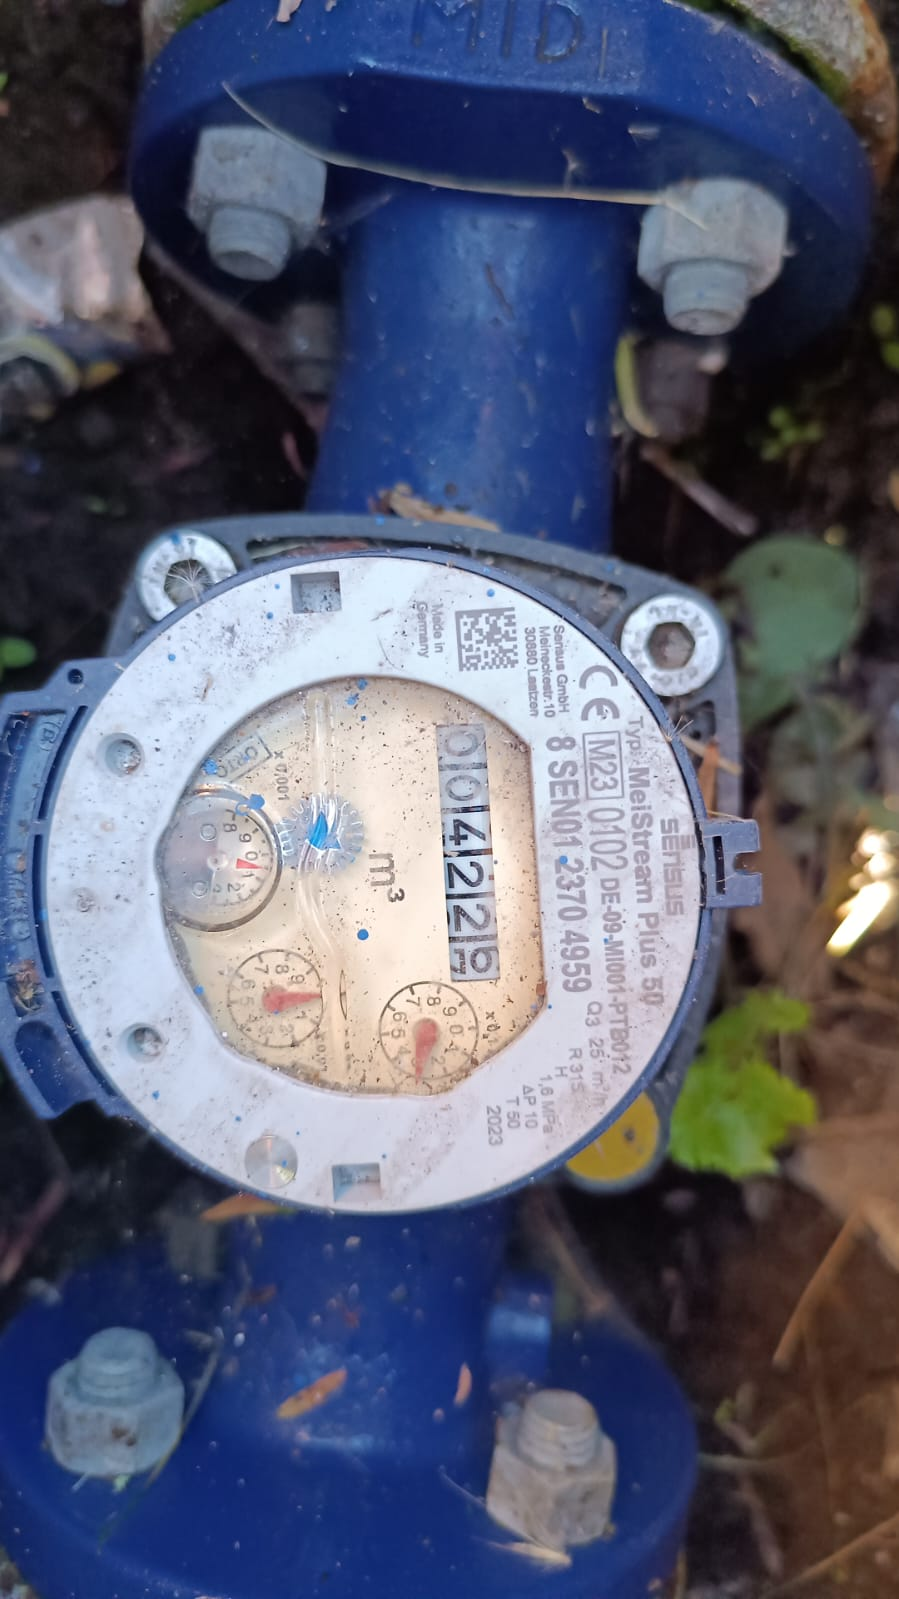 MID
SENSUS
Typ: MeiStream Plus 50
CE M23 0102 DE-09-MI001-PTB012
8 SEN01 2370 4959
Q3 25 m³/h
R 315
H
1,6 MPa
ΔP 10
T 50
2023
Sensus GmbH
Meineckestr. 10
30880 Laatzen
Made in
Germany
00422
m³
x 0,001
x 0,1